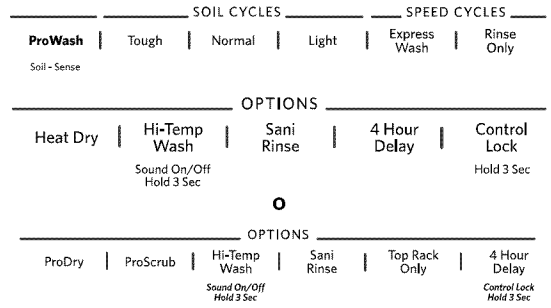 SOIL CYCLES SPEED CYCLES
ProWash | Tough | Normal | Light | Express Wash | Rinse Only
Soil - Sense
OPTIONS
Heat Dry | Hi-Temp Wash | Sani Rinse | 4 Hour Delay | Control Lock
Sound On/Off Hold 3 Sec Hold 3 Sec
O
OPTIONS
ProDry | ProScrub | Hi-Temp Wash | Sani Rinse | Top Rack Only | 4 Hour Delay
Sound On/Off Hold 3 Sec Control Lock Hold 3 Sec